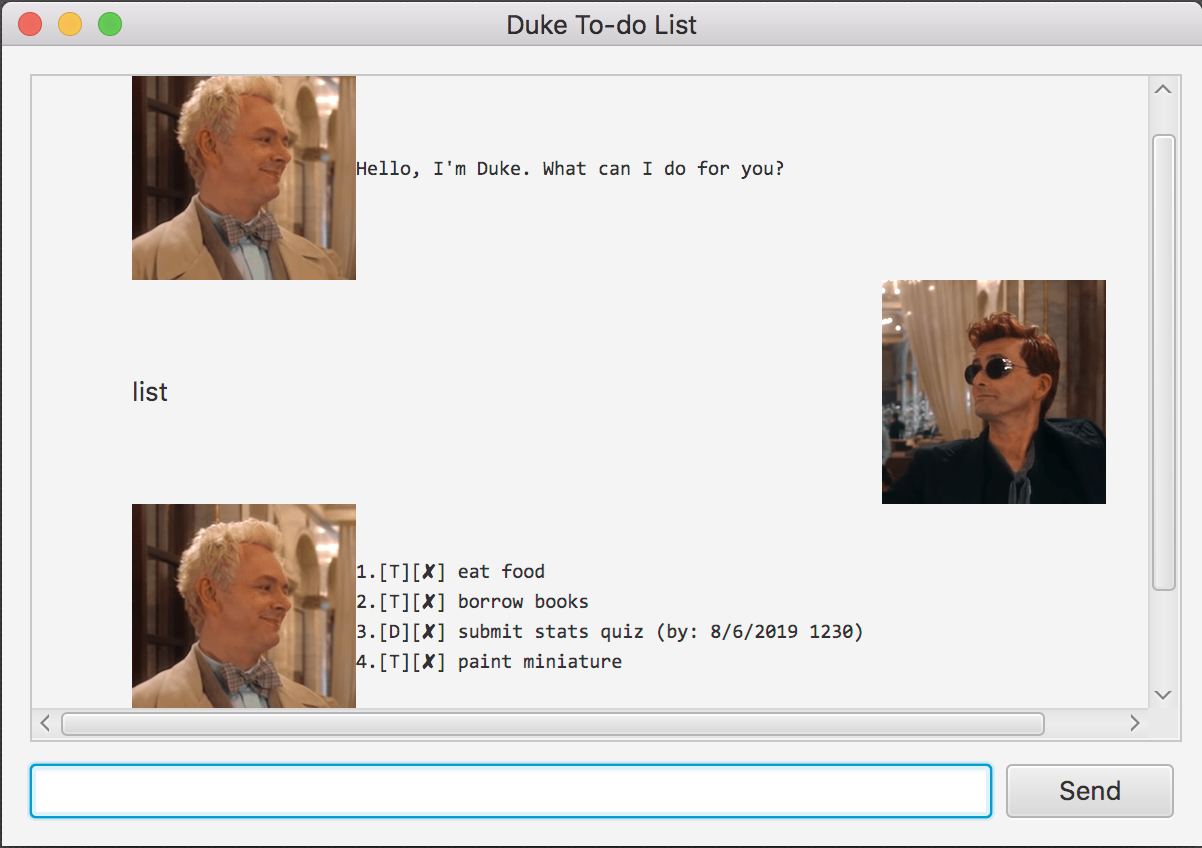 Duke To-do List
Hello, I'm Duke. What can I do for you?
list
1.[T][✘] eat food
2.[T][✘] borrow books
3.[D][✘] submit stats quiz (by: 8/6/2019 1230)
4.[T][✘] paint miniature
Send